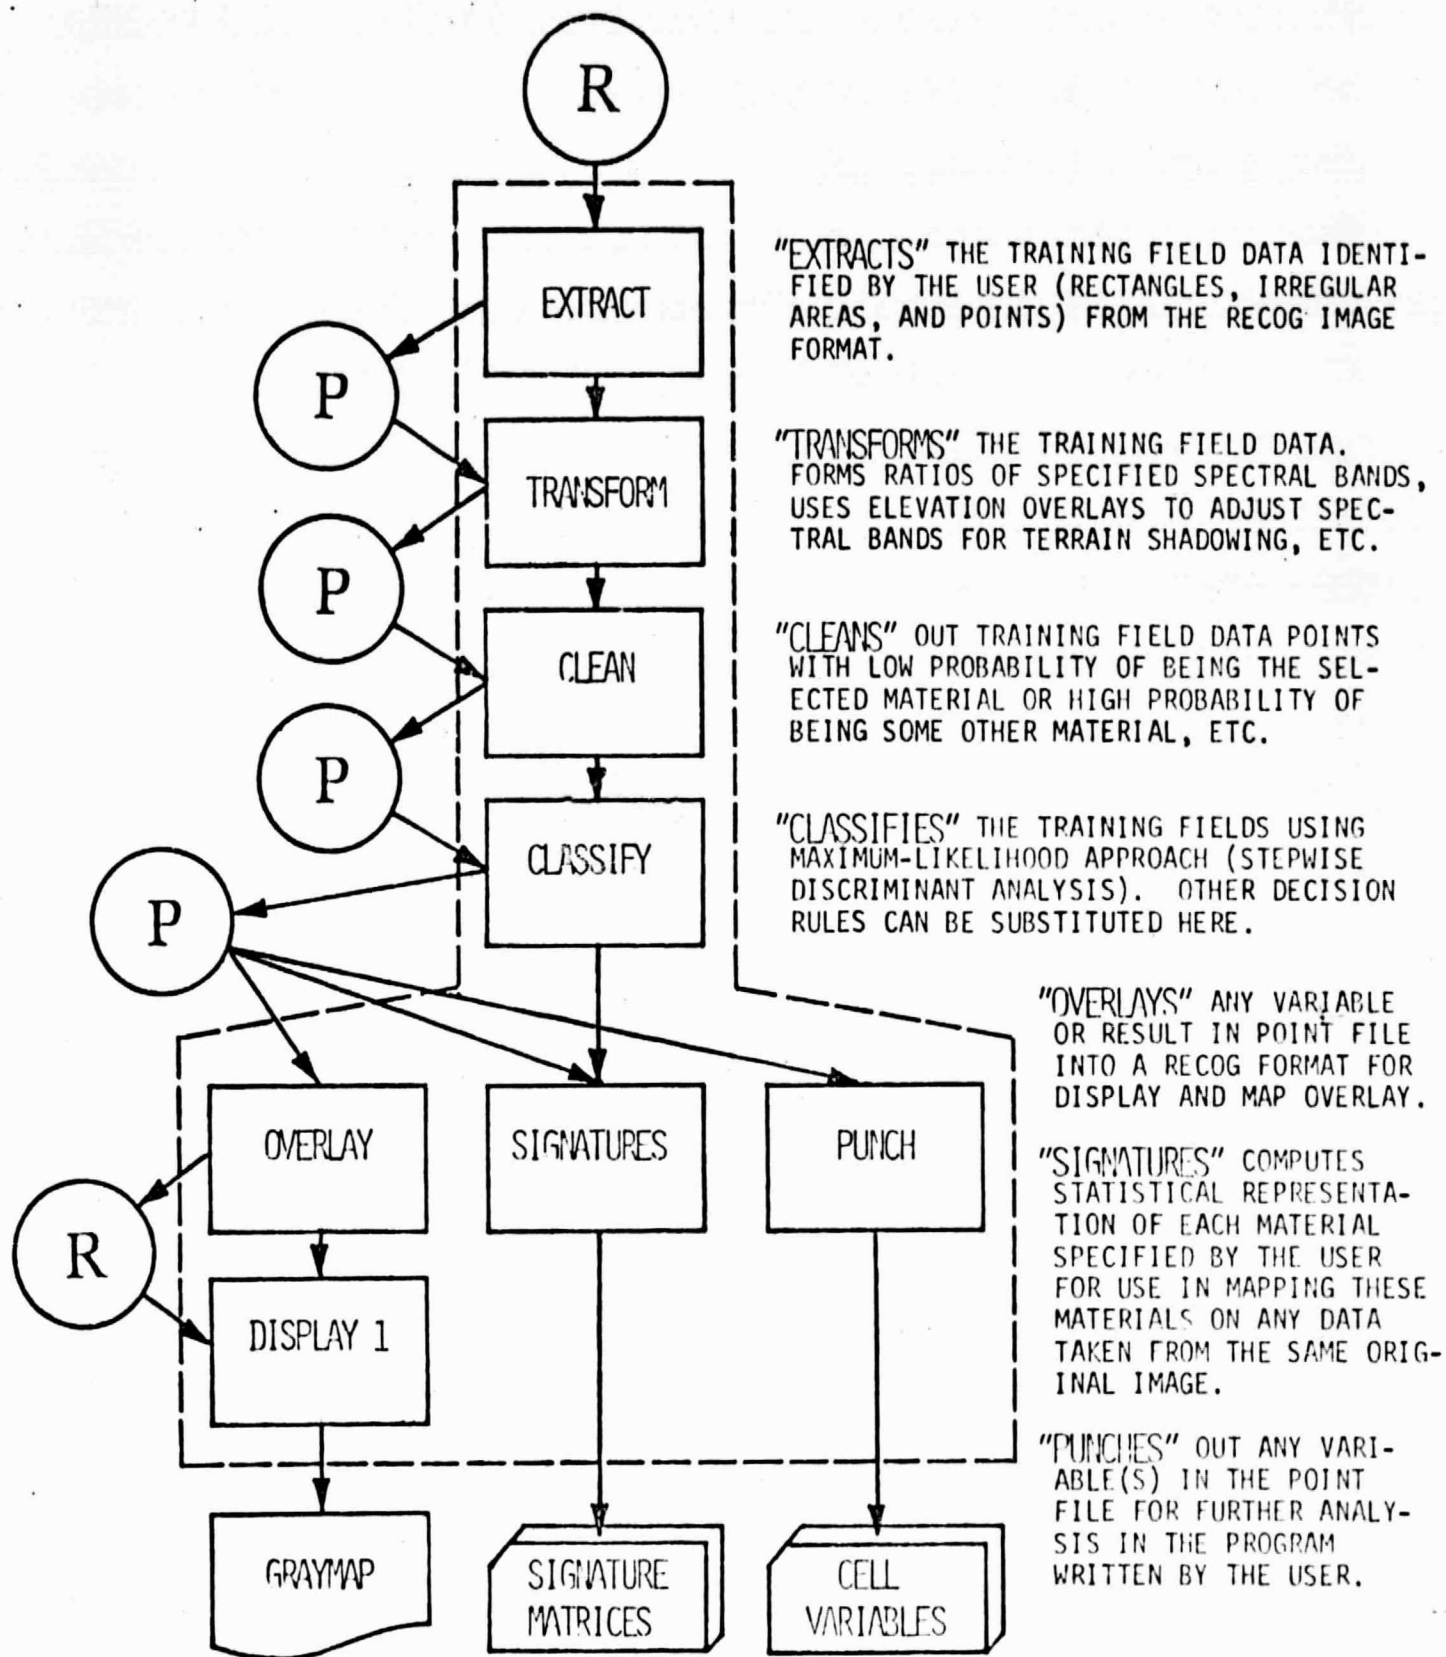 R
EXTRACT
"EXTRACTS" THE TRAINING FIELD DATA IDENTI-
FIED BY THE USER (RECTANGLES, IRREGULAR
AREAS, AND POINTS) FROM THE RECOG IMAGE
FORMAT.
P
TRANSFORM
"TRANSFORMS" THE TRAINING FIELD DATA.
FORMS RATIOS OF SPECIFIED SPECTRAL BANDS,
USES ELEVATION OVERLAYS TO ADJUST SPEC-
TRAL BANDS FOR TERRAIN SHADOWING, ETC.
P
CLEAN
"CLEANS" OUT TRAINING FIELD DATA POINTS
WITH LOW PROBABILITY OF BEING THE SEL-
ECTED MATERIAL OR HIGH PROBABILITY OF
BEING SOME OTHER MATERIAL, ETC.
P
CLASSIFY
"CLASSIFIES" THE TRAINING FIELDS USING
MAXIMUM-LIKELIHOOD APPROACH (STEPWISE
DISCRIMINANT ANALYSIS). OTHER DECISION
RULES CAN BE SUBSTITUTED HERE.
P
OVERLAY
SIGNATURES
PUNCH
"OVERLAYS" ANY VARIABLE
OR RESULT IN POINT FILE
INTO A RECOG FORMAT FOR
DISPLAY AND MAP OVERLAY.
R
DISPLAY 1
"SIGNATURES" COMPUTES
STATISTICAL REPRESENTA-
TION OF EACH MATERIAL
SPECIFIED BY THE USER
FOR USE IN MAPPING THESE
MATERIALS ON ANY DATA
TAKEN FROM THE SAME ORIG-
INAL IMAGE.
"PUNCHES" OUT ANY VARI-
ABLE(S) IN THE POINT
FILE FOR FURTHER ANALY-
SIS IN THE PROGRAM
WRITTEN BY THE USER.
GRAYMAP
SIGNATURE
MATRICES
CELL
VARIABLES